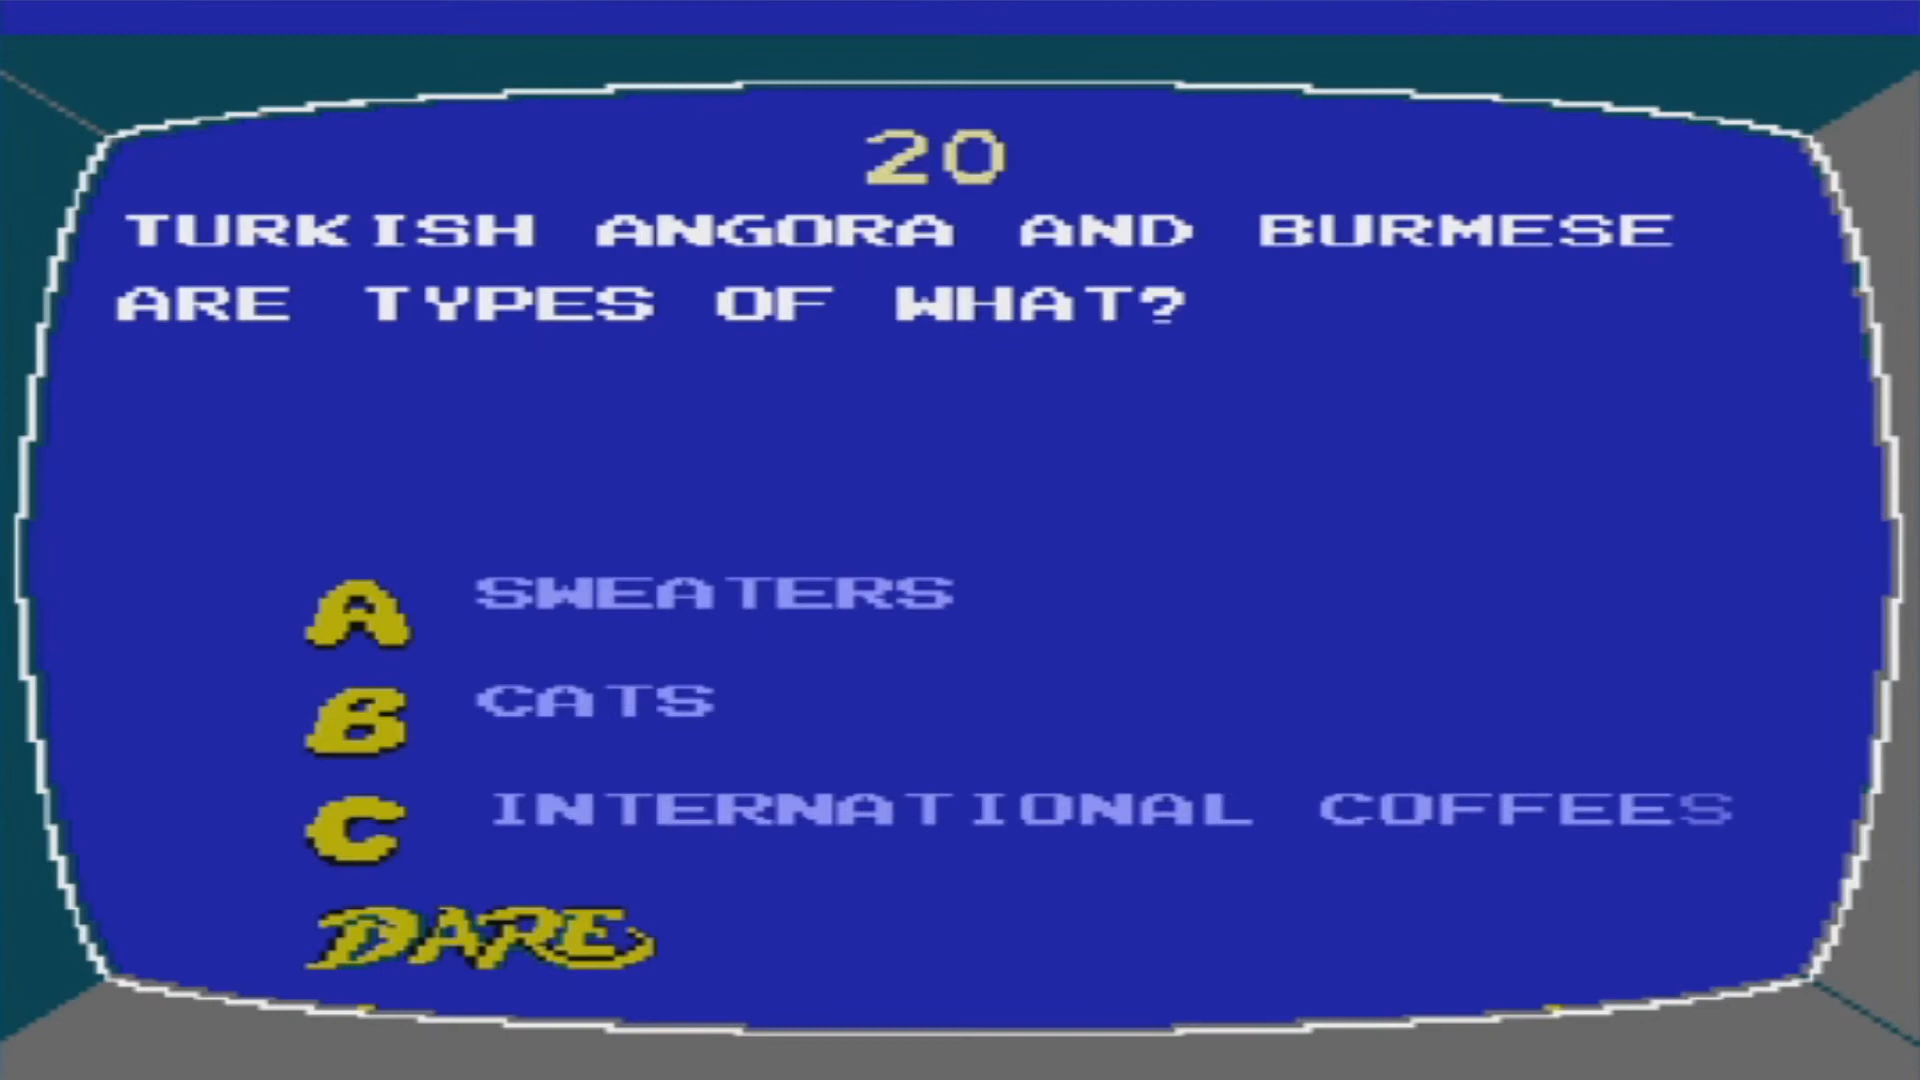 20
TURKISH ANGORA AND BURMESE
ARE TYPES OF WHAT?
A SWEATERS
B CATS
C INTERNATIONAL COFFEES
DARE